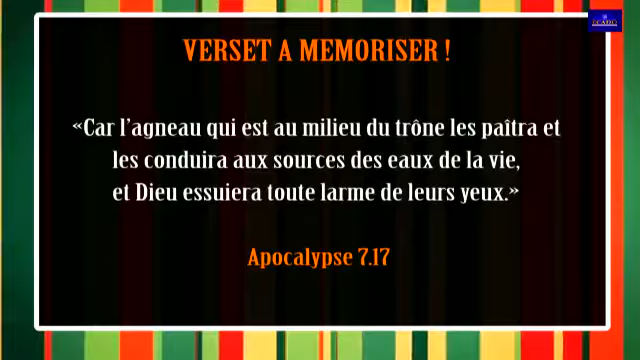 VERSET A MEMORISER !
«Car l'agneau qui est au milieu du trône les paîtra et
les conduira aux sources des eaux de la vie,
et Dieu essuiera toute larme de leurs yeux.»
Apocalypse 7.17